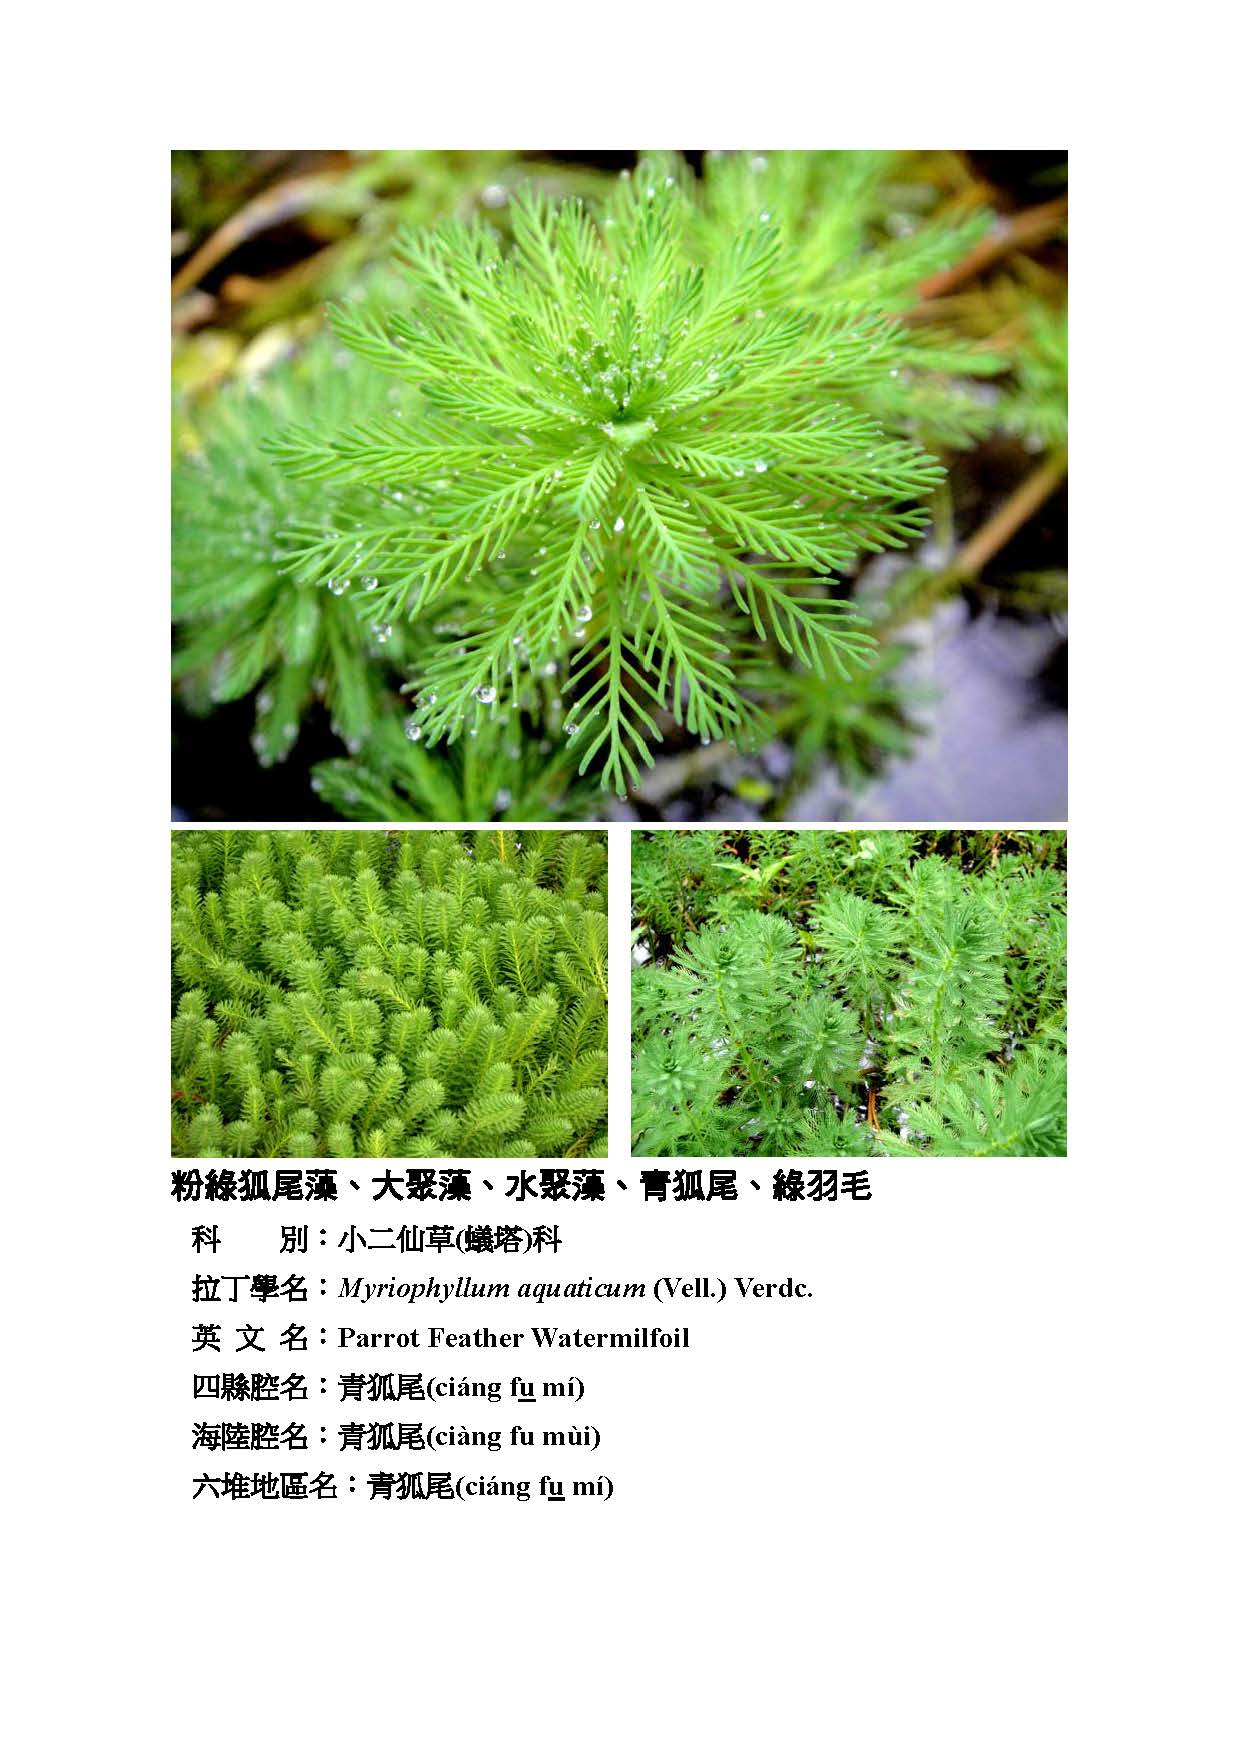 粉綠狐尾藻、大聚藻、水聚藻、青狐尾、綠羽毛
科　　別：小二仙草(蟻塔)科
拉丁學名：Myriophyllum aquaticum (Vell.) Verdc.
英 文 名：Parrot Feather Watermilfoil
四縣腔名：青狐尾(ciáng fu mí)
海陸腔名：青狐尾(ciàng fu mùi)
六堆地區名：青狐尾(ciáng fu mí)